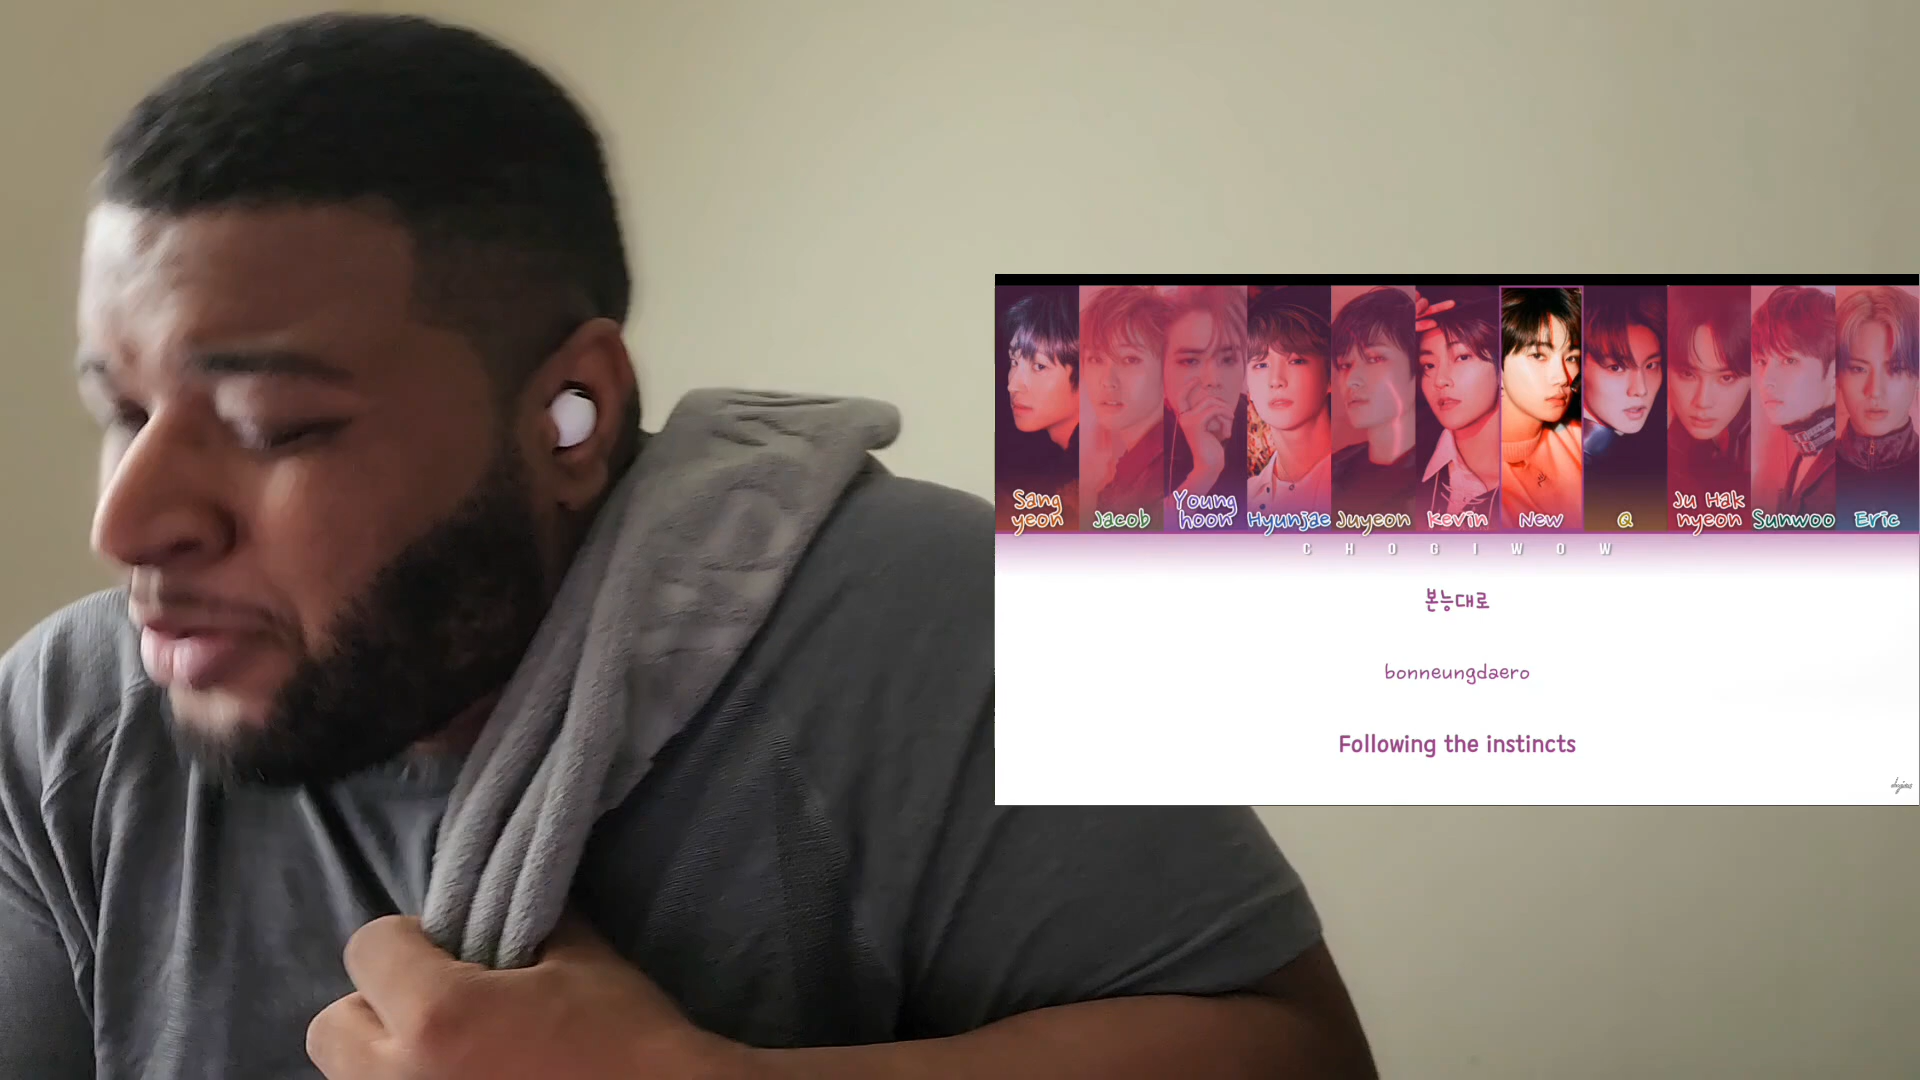 Sang
yeon
Jacob
Young
hoon
Hyunjae
Juyeon
Kevin
New
Q
Ju Hak
nyeon
Sunwoo
Eric
CHOGIWOW
본능대로
bonneungdaero
Following the instincts